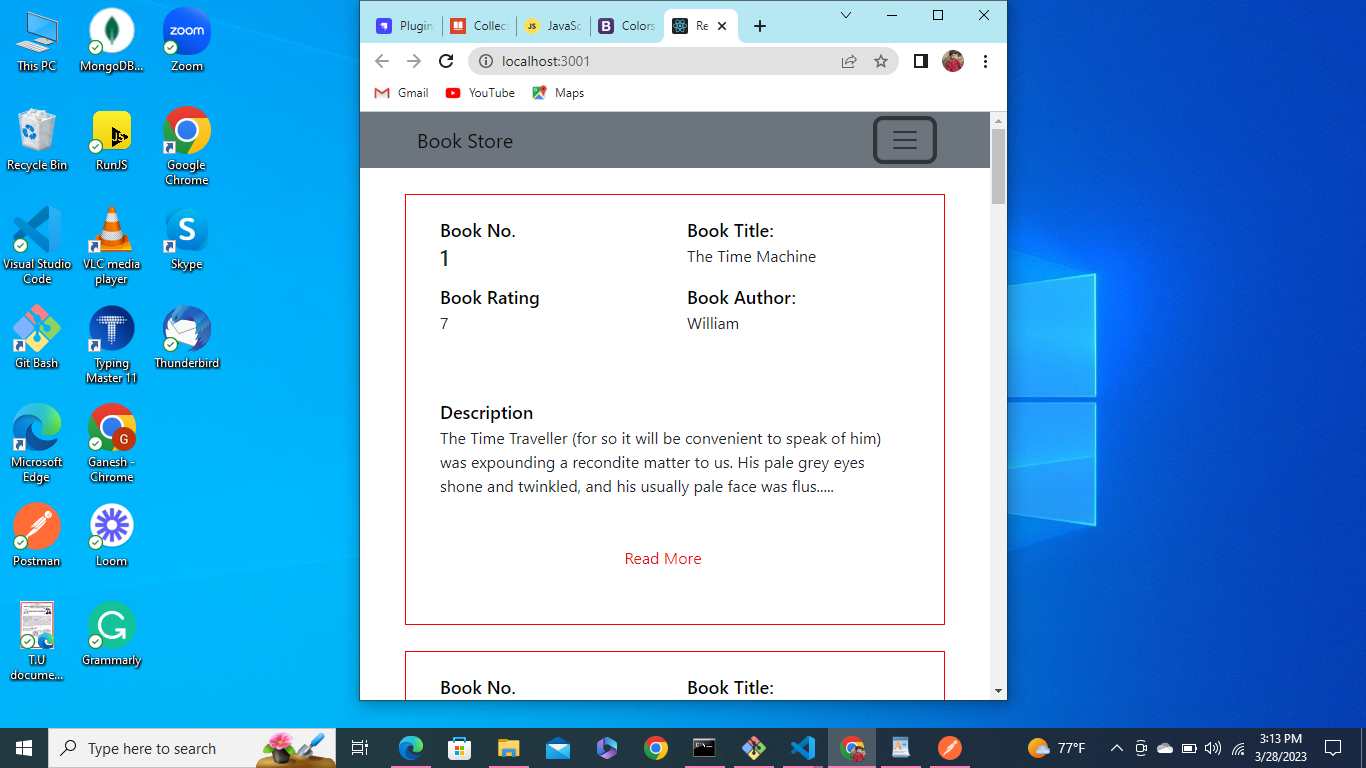 This PC
MongoDB...
Zoom
zoom
Recycle Bin
RunJS
JS
Google
Chrome
Visual Studio
Code
VLC media
player
Skype
S
Git Bash
Typing
Master 11
T
Thunderbird
Microsoft
Edge
Ganesh -
Chrome
G
Postman
Loom
T.U
docume...
Grammarly
G
Plugin
Collec
JS
JavaSc
B
Colors
Re
localhost:3001
Gmail
YouTube
Maps
Book Store
Book No.
Book Title:
1
The Time Machine
Book Rating
Book Author:
7
William
Description
The Time Traveller (for so it will be convenient to speak of him)
was expounding a recondite matter to us. His pale grey eyes
shone and twinkled, and his usually pale face was flus.....
Read More
Book No.
Book Title:
Type here to search
77°F
3:13 PM
3/28/2023